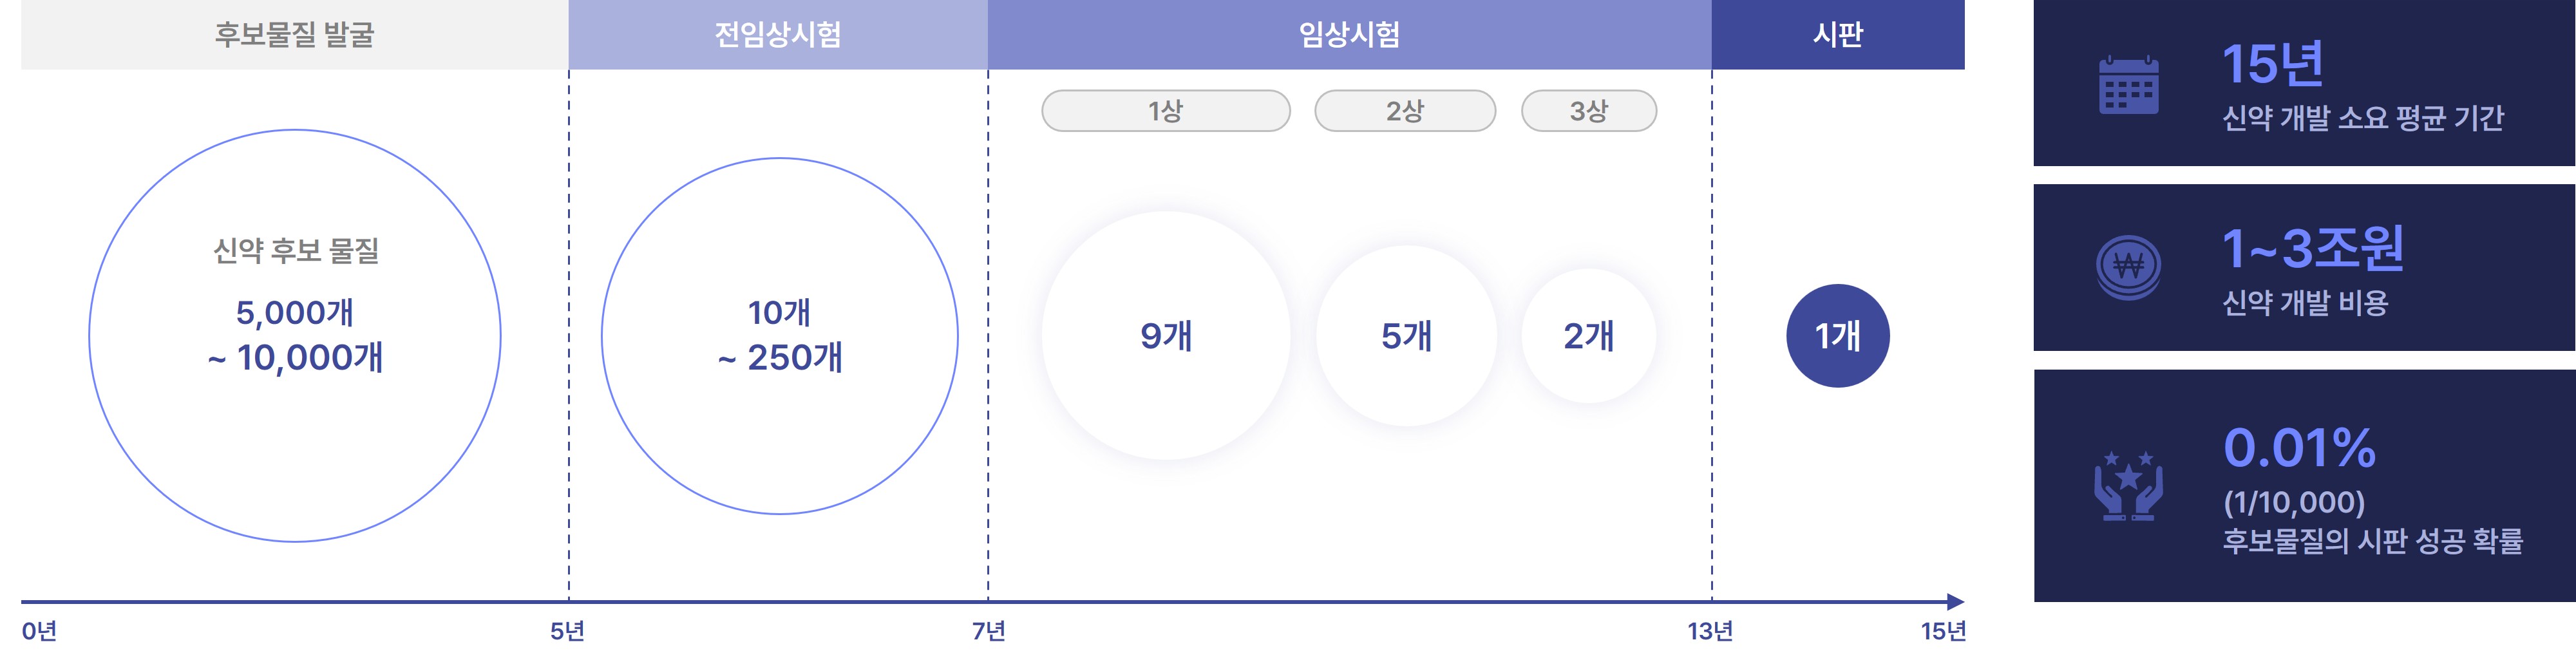 후보물질 발굴
전임상시험
임상시험
시판
1상
2상
3상
신약 후보 물질
5,000개
~ 10,000개
10개
~ 250개
9개
5개
2개
1개
0년
5년
7년
13년
15년
15년
신약 개발 소요 평균 기간
1~3조원
신약 개발 비용
0.01%
(1/10,000)
후보물질의 시판 성공 확률